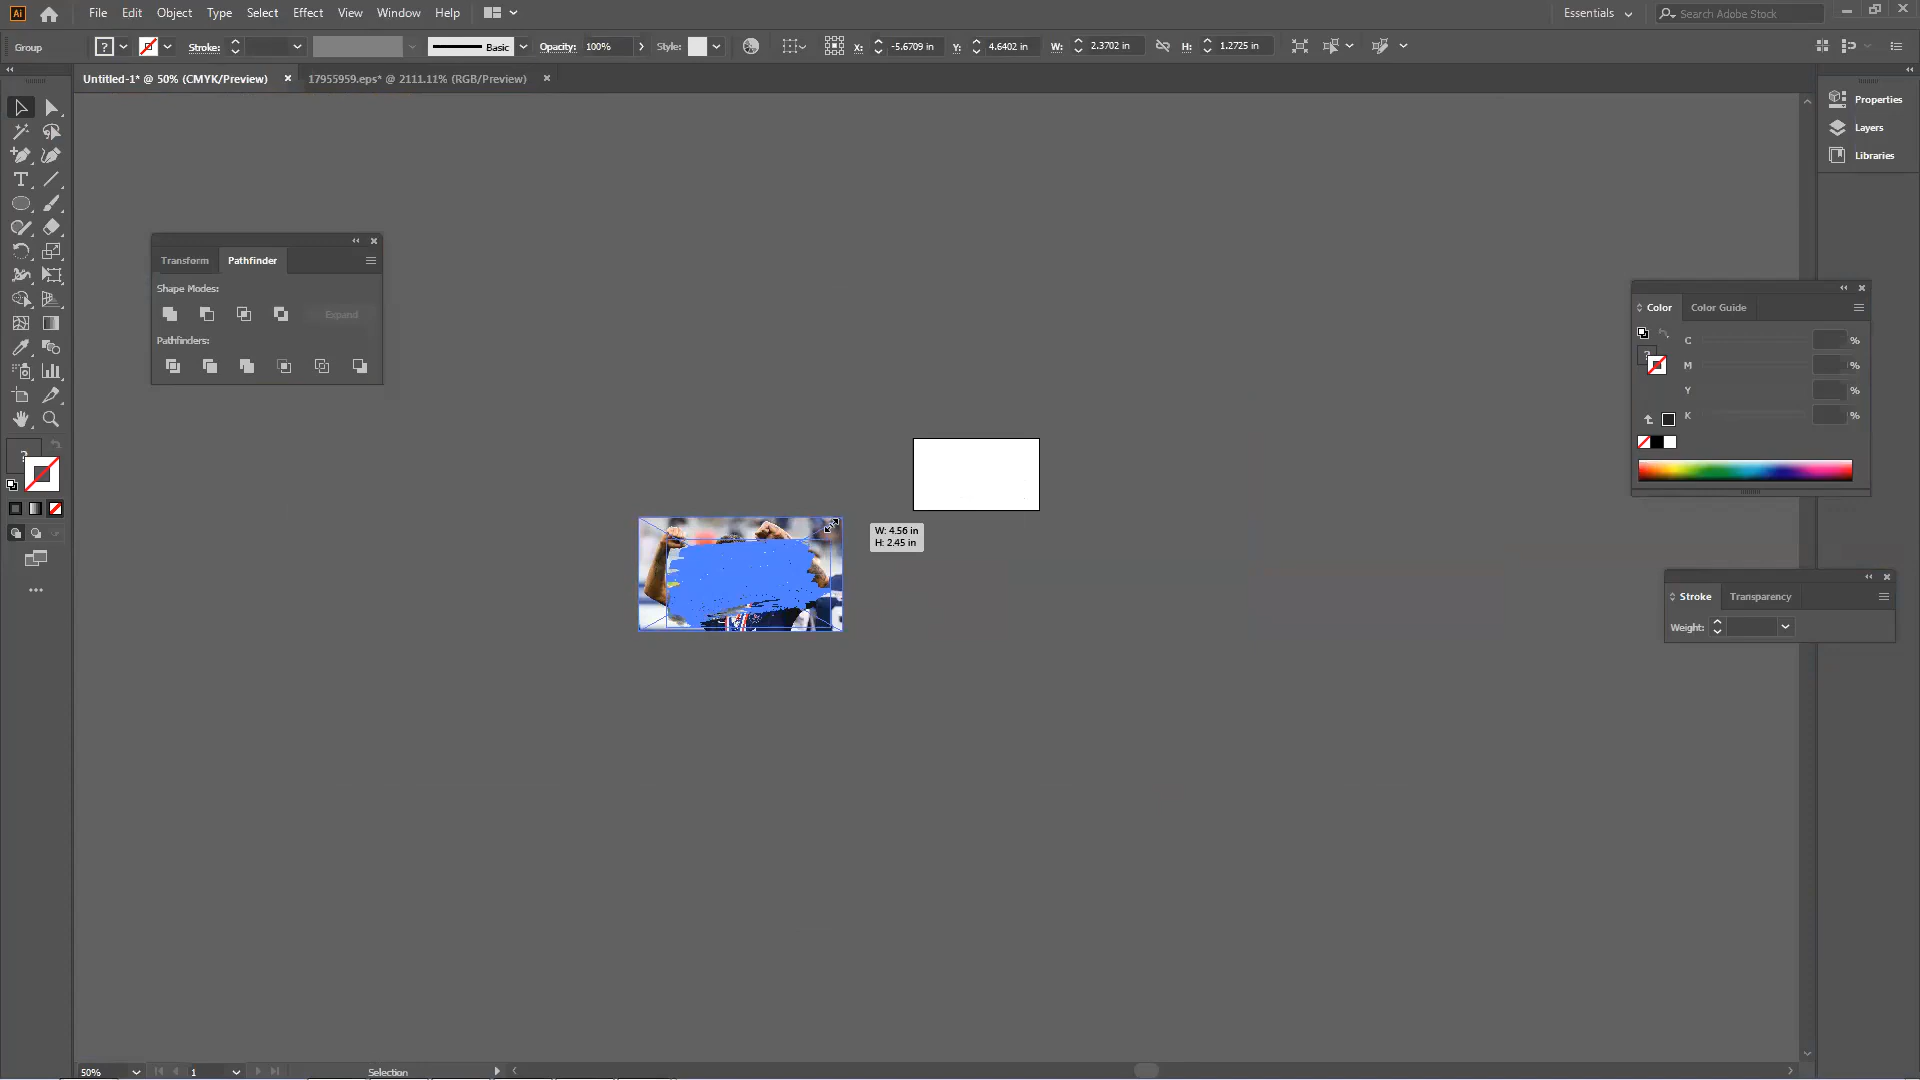 Ai
File Edit Object Type Select Effect View Window Help
Essentials
Search Adobe Stock
Group
?
Stroke:
Basic
Opacity: 100%
Style:
X: -5.6709 in
Y: 4.6402 in
W: 2.3702 in
H: 1.2725 in
Untitled-1* @ 50% (CMYK/Preview)
17955959.eps* @ 2111.11% (RGB/Preview)
Properties
Layers
Libraries
Transform
Pathfinder
Shape Modes:
Expand
Pathfinders:
Color
Color Guide
C %
M %
Y %
K %
?
W: 4.56 in
H: 2.45 in
Stroke
Transparency
Weight:
?
50%
1
Selection